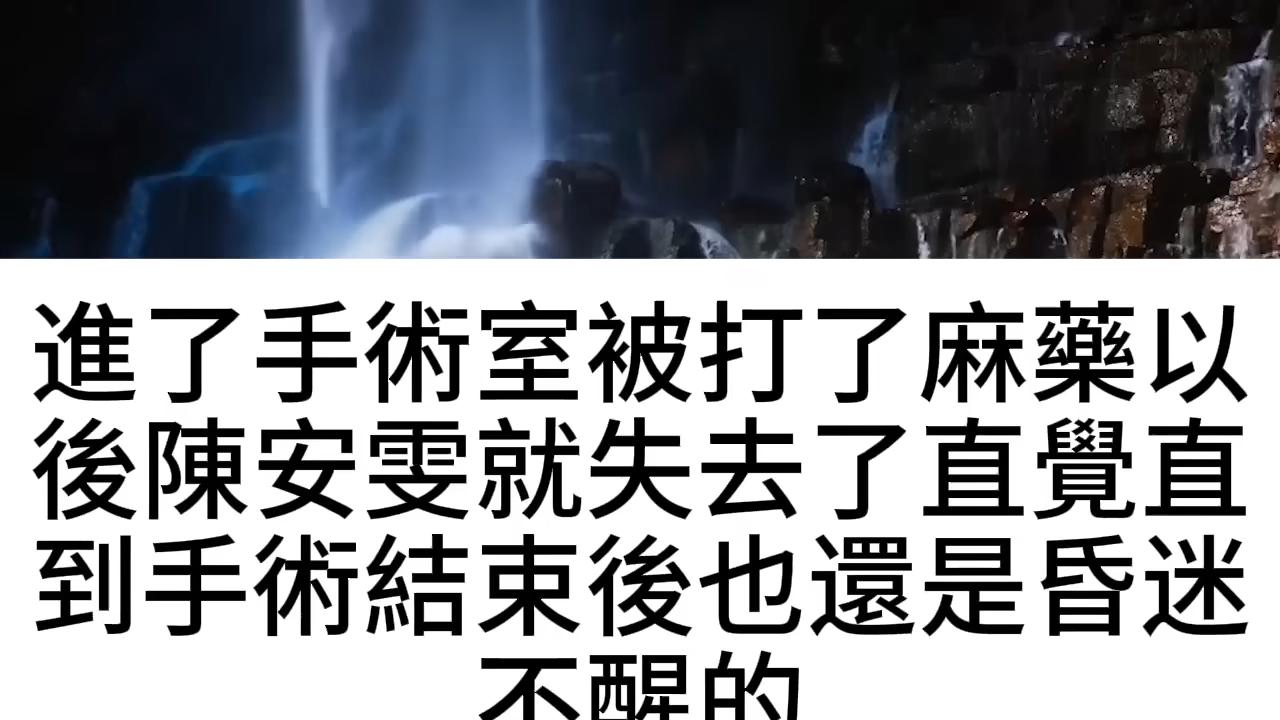 進了手術室被打了麻藥以
後陳安雯就失去了直覺直
到手術結束後也還是昏迷
不醒的